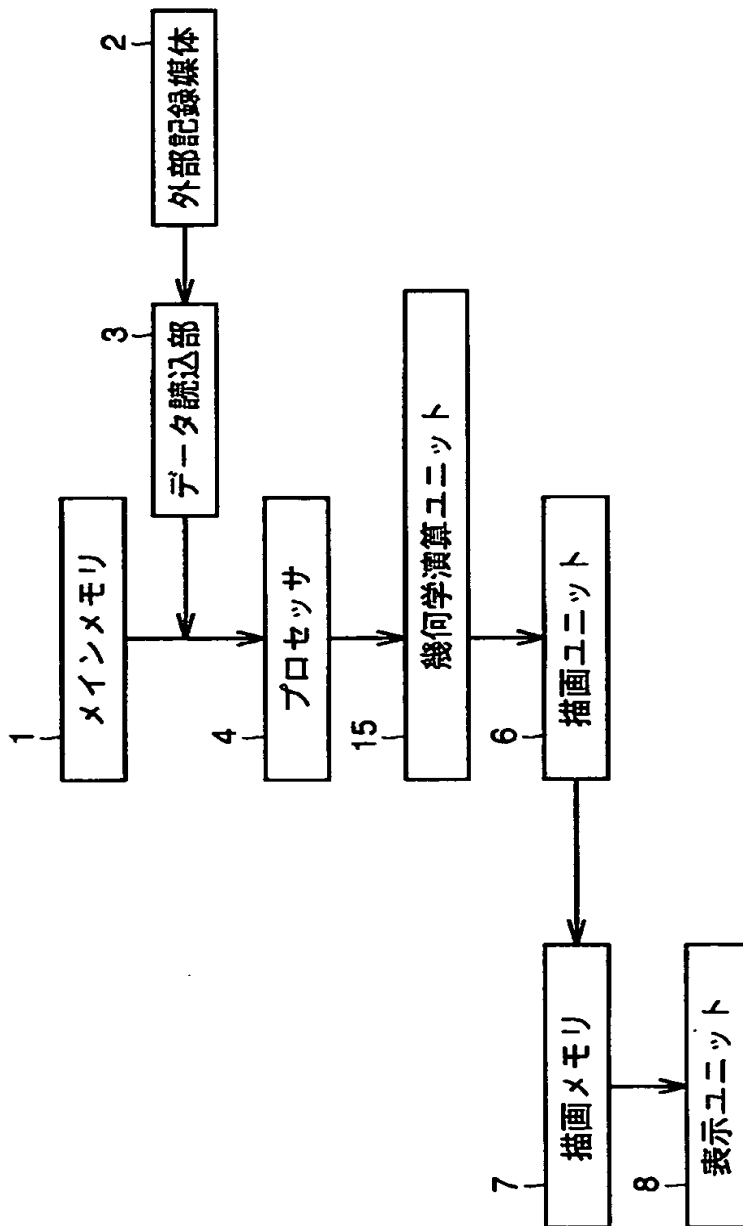 1
メインメモリ
2
外部記録媒体
3
データ読込部
4
プロセッサ
15
幾何学演算ユニット
6
描画ユニット
7
描画メモリ
8
表示ユニット